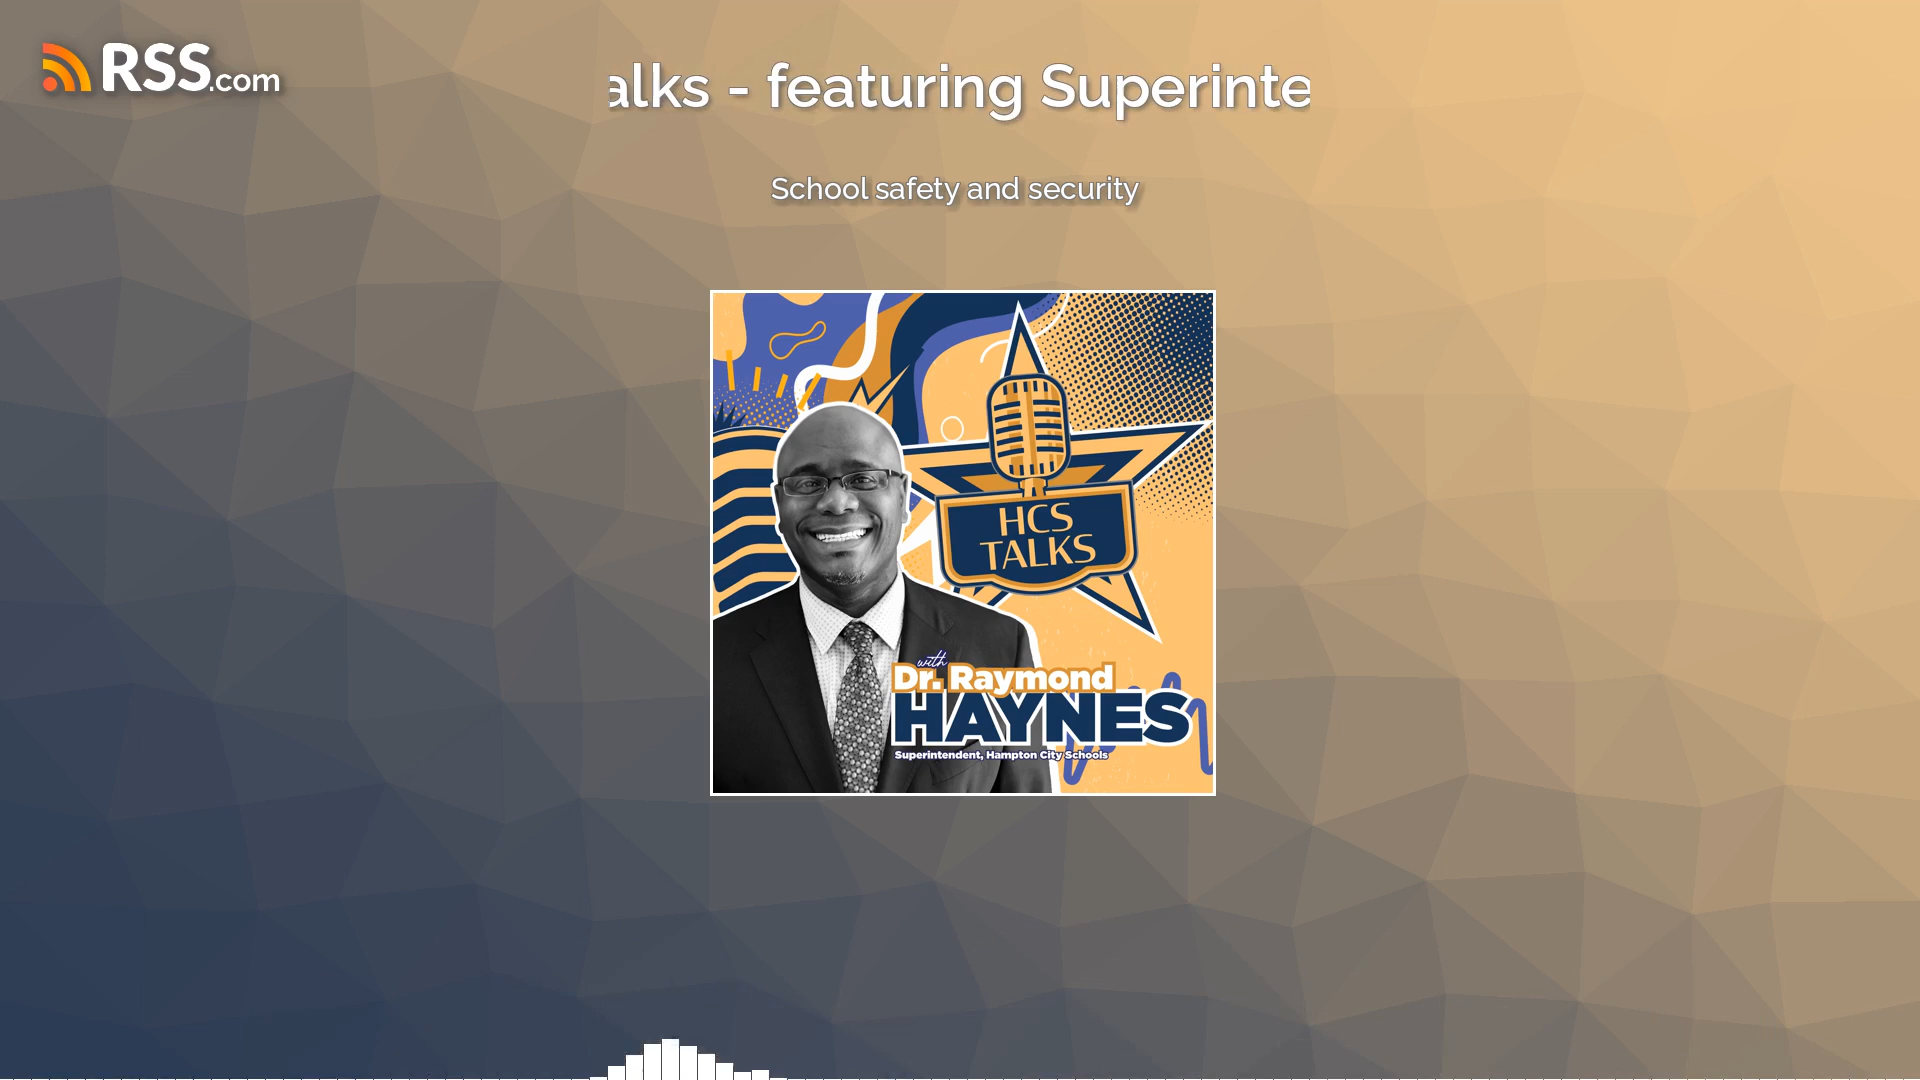 RSS.com
alks - featuring Superinte
School safety and security
HCS
TALKS
with
Dr. Raymond
HAYNES
Superintendent, Hampton City Schools